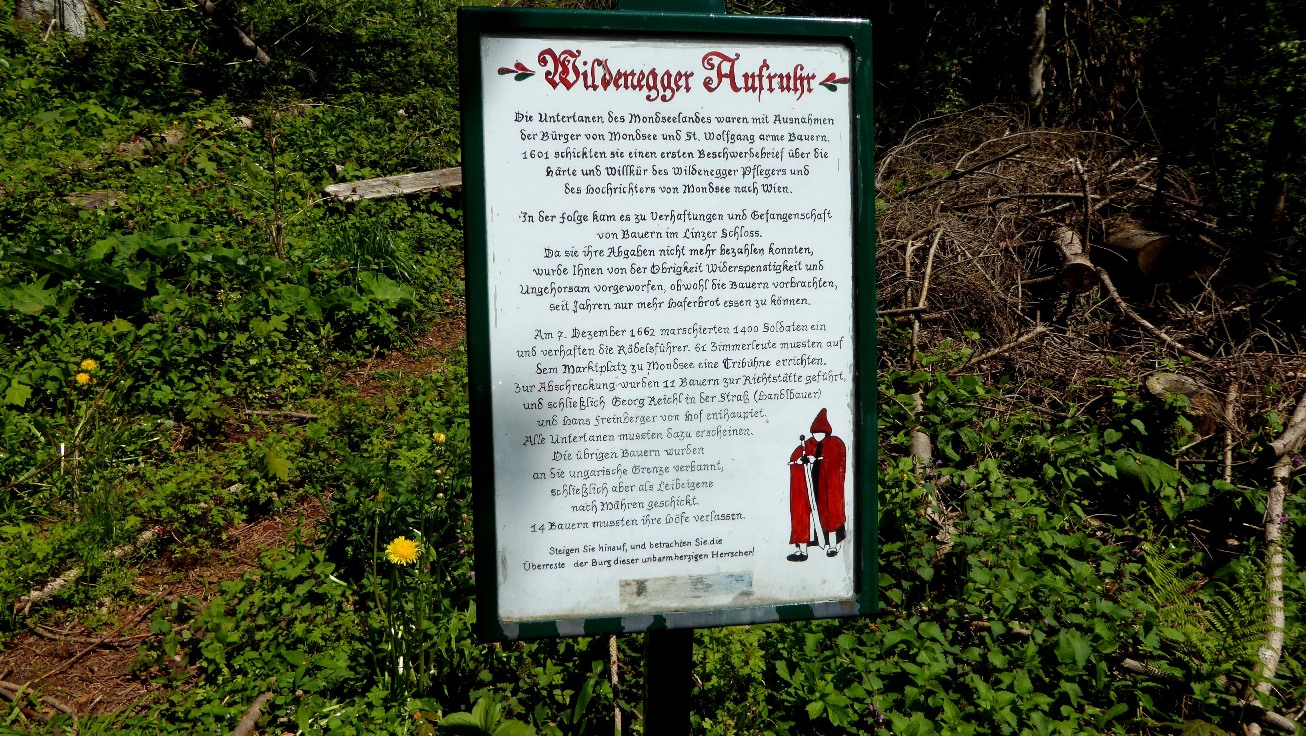 Wildenegger Aufruhr
Die Untertanen des Mondseelandes waren mit Ausnahmen
der Bürger von Mondsee und St. Wolfgang arme Bauern.
1601 schickten sie einen ersten Beschwerdebrief über die
Härte und Willkür des Wildenegger Pflegers und
des Hochrichters von Mondsee nach Wien.
In der Folge kam es zu Verhaftungen und Gefangenschaft
von Bauern im Linzer Schloss.
Da sie ihre Abgaben nicht mehr bezahlen konnten,
wurde Ihnen von der Obrigkeit Widerspenstigkeit und
Ungehorsam vorgeworfen, obwohl die Bauern vorbrachten,
seit Jahren nur mehr Haferbrot essen zu können.
Am 7. Dezember 1662 marschierten 1400 Soldaten ein
und verhaften die Rädelsführer. 61 Zimmerleute mussten auf
dem Marktplatz zu Mondsee eine Tribühne errichten.
Zur Abschreckung wurden 11 Bauern zur Richtstätte geführt,
und schließlich Georg Reichl in der Straß (Handlbauer)
und Hans Freinberger von Hof enthauptet.
Alle Untertanen mussten dazu erscheinen.
Die übrigen Bauern wurden
an die ungarische Grenze verbannt,
schließlich aber als Leibeigene
nach Mähren geschickt.
14 Bauern mussten ihre Höfe verlassen.
Steigen Sie hinauf, und betrachten Sie die
Überreste der Burg dieser unbarmherzigen Herrscher!